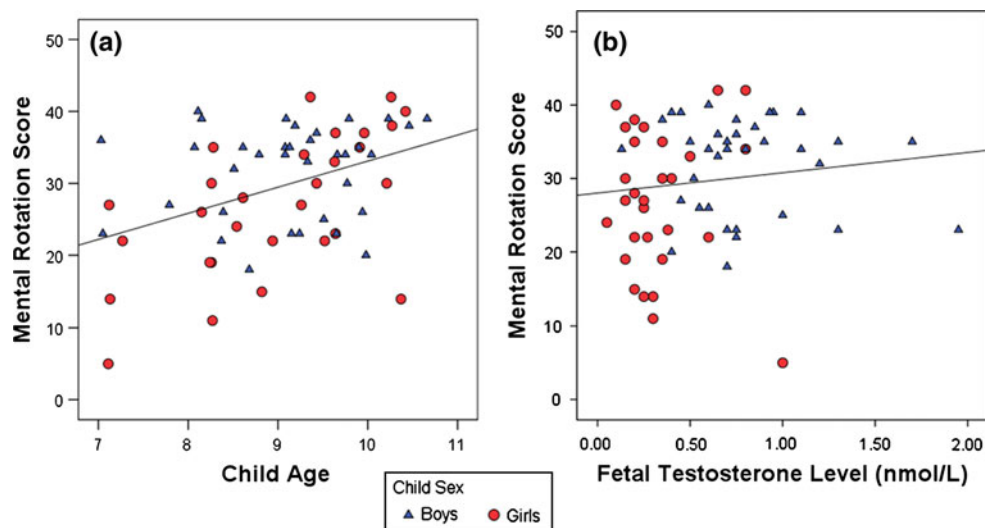 (a)
Mental Rotation Score
50
40
30
20
10
0
7 8 9 10 11
Child Age
(b)
Mental Rotation Score
50
40
30
20
10
0
0.00 0.50 1.00 1.50 2.00
Fetal Testosterone Level (nmol/L)
Child Sex
Boys Girls